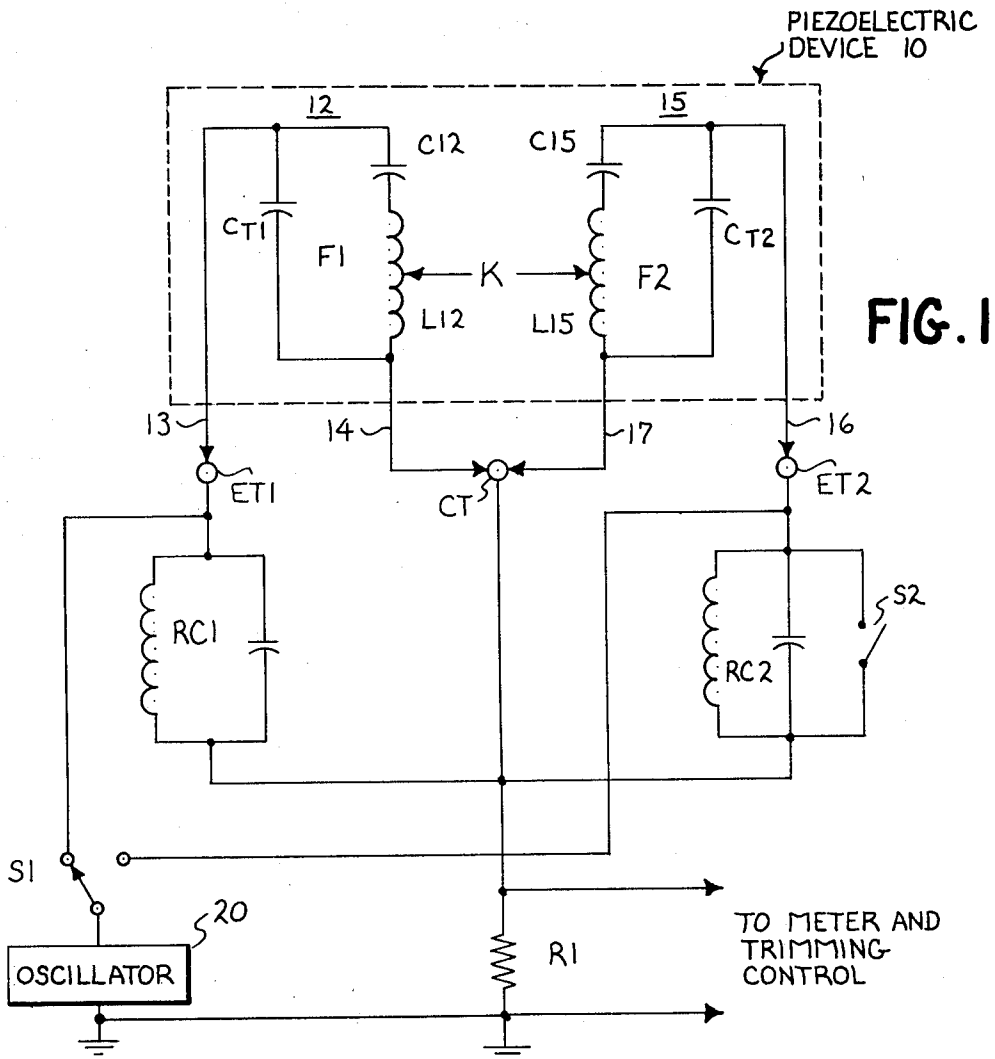 PIEZOELECTRIC
DEVICE 10
12
15
C12
C15
CT1
CT2
F1
K
F2
L12
L15
FIG. 1
13
14
17
16
ET1
CT
ET2
S2
RC1
RC2
S1
20
OSCILLATOR
R1
TO METER AND
TRIMMING
CONTROL